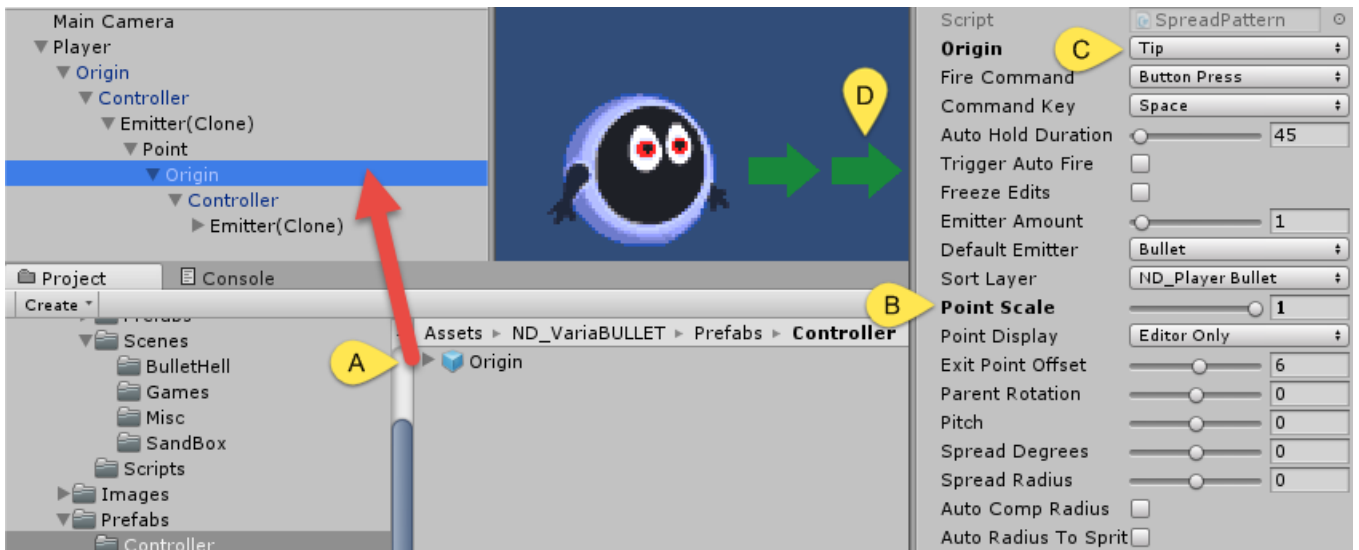 Main Camera
Player
Origin
Controller
Emitter(Clone)
Point
Origin
Controller
Emitter(Clone)
Project
Console
Create
Prefabs
Scenes
BulletHell
Games
Misc
SandBox
Scripts
Images
Prefabs
Controller
Assets ▸ ND_VariaBULLET ▸ Prefabs ▸ Controller
Origin
A
B
C
D
Script SpreadPattern
Origin Tip
Fire Command Button Press
Command Key Space
Auto Hold Duration 45
Trigger Auto Fire
Freeze Edits
Emitter Amount 1
Default Emitter Bullet
Sort Layer ND_Player Bullet
Point Scale 1
Point Display Editor Only
Exit Point Offset 6
Parent Rotation 0
Pitch 0
Spread Degrees 0
Spread Radius 0
Auto Comp Radius
Auto Radius To Sprit